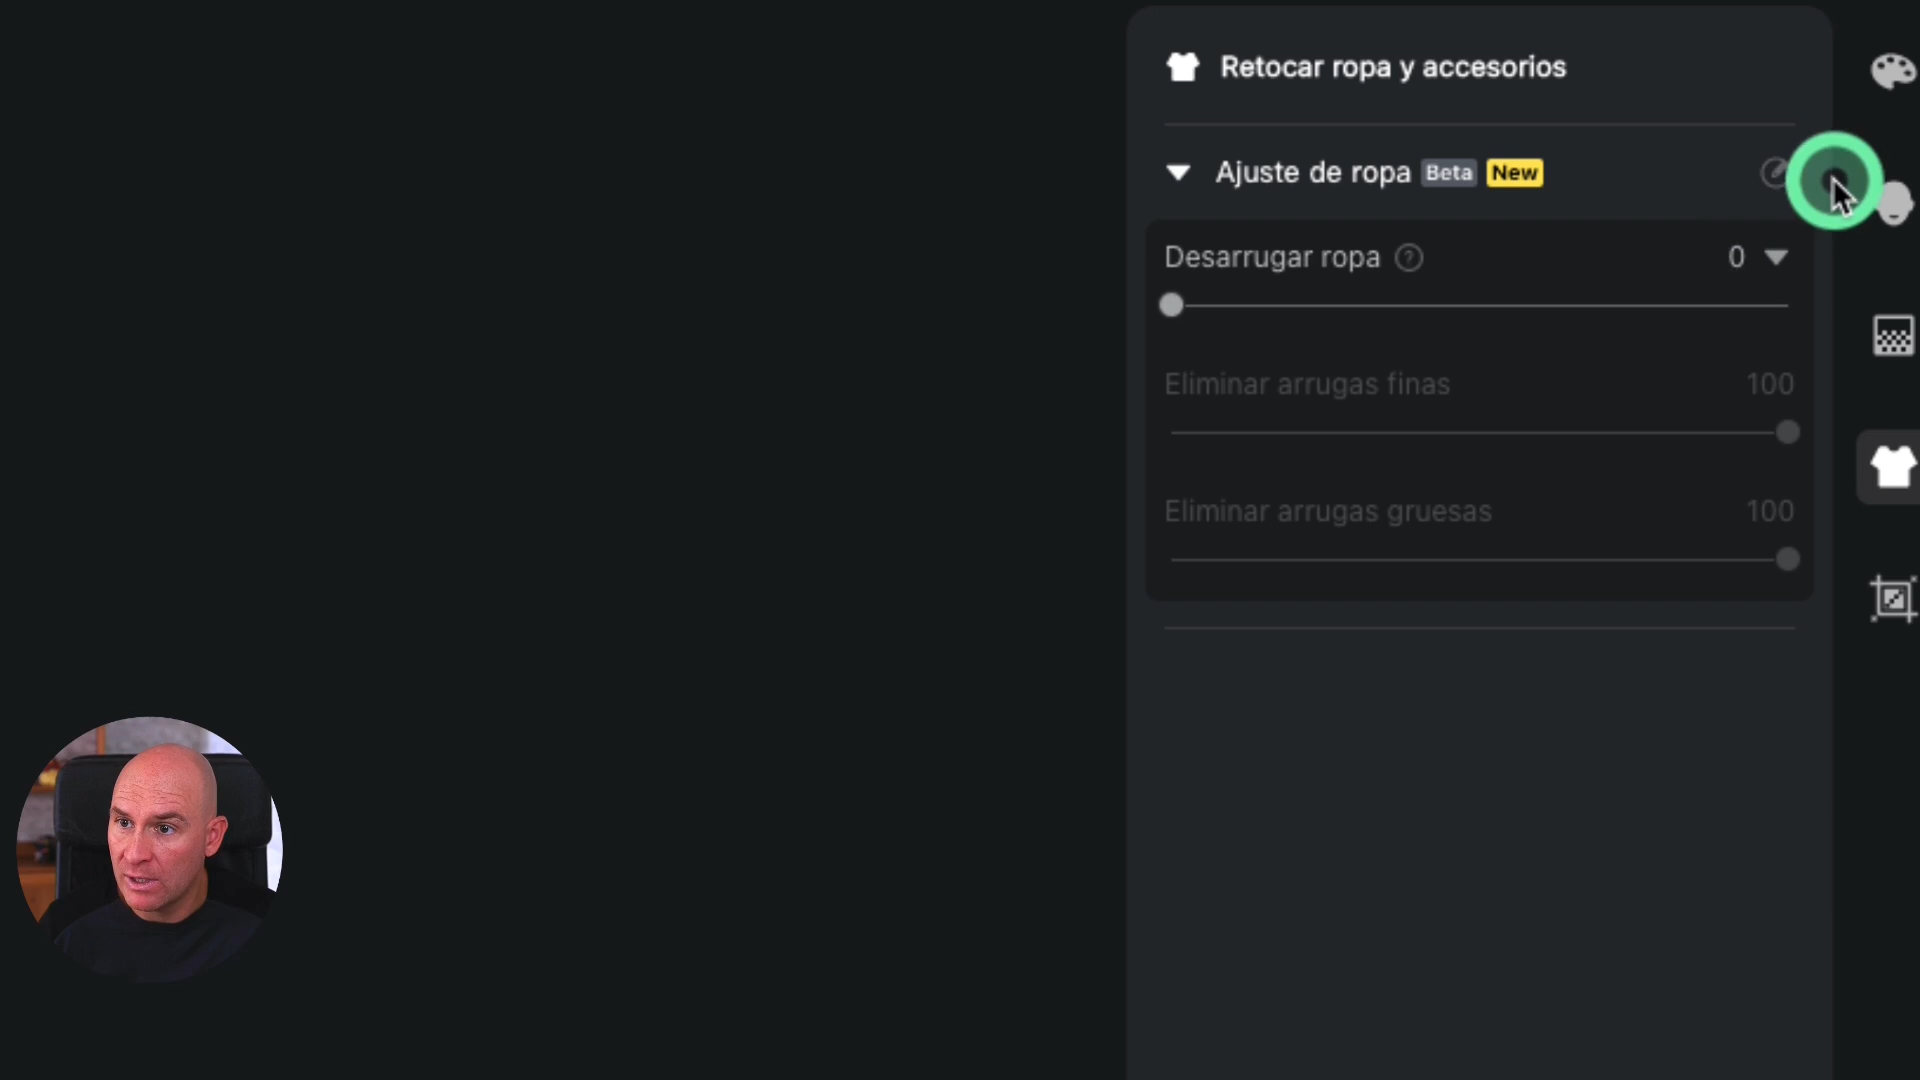 Retocar ropa y accesorios
Ajuste de ropa Beta New
Desarrugar ropa ? 0
Eliminar arrugas finas 100
Eliminar arrugas gruesas 100